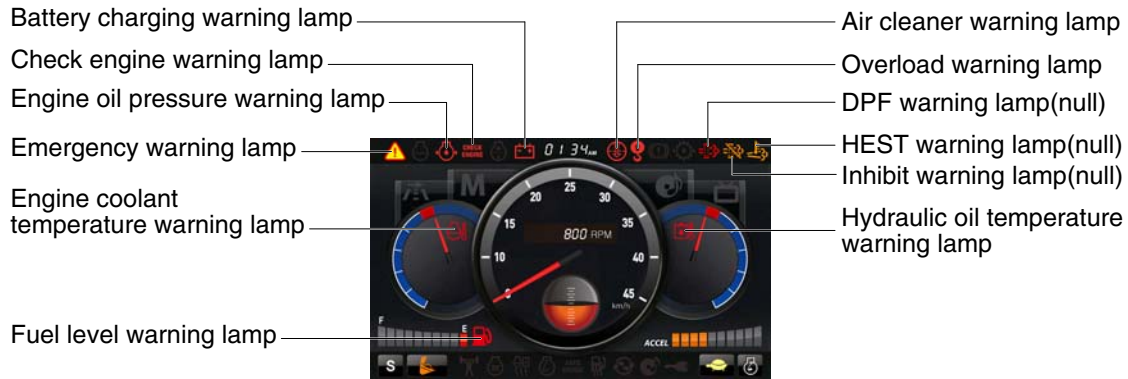 Battery charging warning lamp
Check engine warning lamp
Engine oil pressure warning lamp
Emergency warning lamp
Engine coolant
temperature warning lamp
Fuel level warning lamp
Air cleaner warning lamp
Overload warning lamp
DPF warning lamp(null)
HEST warning lamp(null)
Inhibit warning lamp(null)
Hydraulic oil temperature
warning lamp
CHECK
ENGINE
01:34 AM
M
5
10
15
20
25
30
35
40
45
km/h
800 RPM
F
E
ACCEL
S